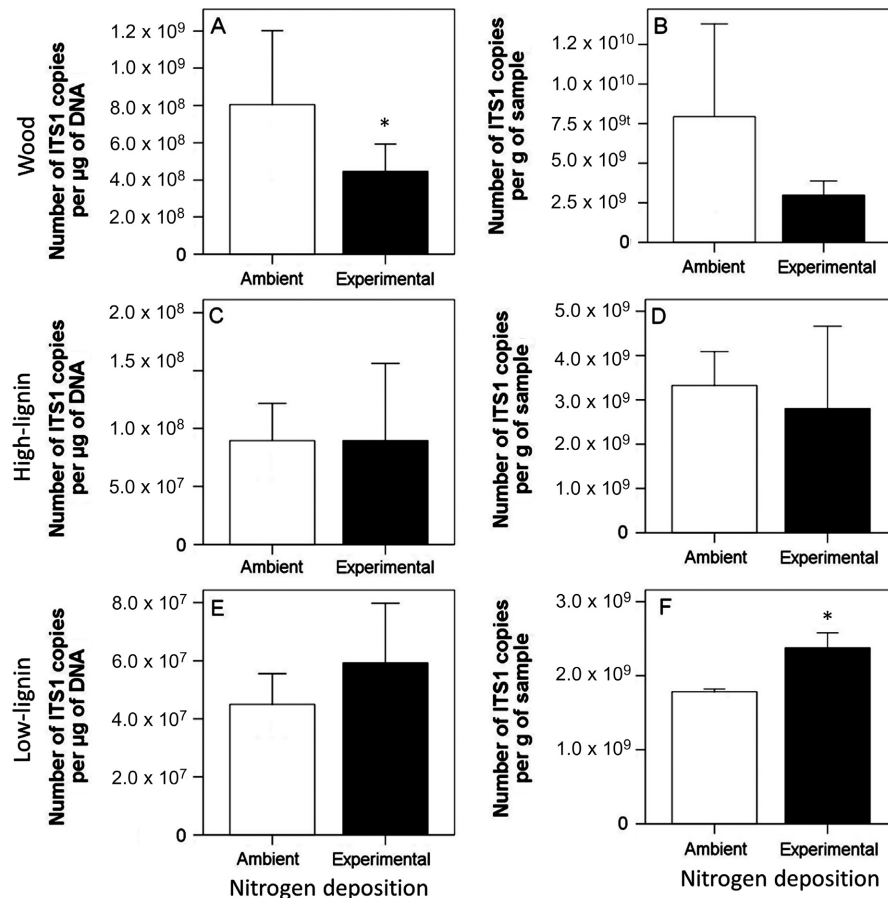 Wood
Number of ITS1 copies
per µg of DNA
A
1.2 x 10⁹
1.0 x 10⁹
8.0 x 10⁸
6.0 x 10⁸
4.0 x 10⁸
2.0 x 10⁸
0
*
Ambient Experimental
Number of ITS1 copies
per g of sample
B
1.2 x 10¹⁰
1.0 x 10¹⁰
7.5 x 10⁹t
5.0 x 10⁹
2.5 x 10⁹
0
Ambient Experimental
High-lignin
Number of ITS1 copies
per µg of DNA
C
2.0 x 10⁸
1.5 x 10⁸
1.0 x 10⁸
5.0 x 10⁷
0
Ambient Experimental
Number of ITS1 copies
per g of sample
D
5.0 x 10⁹
4.0 x 10⁹
3.0 x 10⁹
2.0 x 10⁹
1.0 x 10⁹
0
Ambient Experimental
Low-lignin
Number of ITS1 copies
per µg of DNA
E
8.0 x 10⁷
6.0 x 10⁷
4.0 x 10⁷
2.0 x 10⁷
0
Ambient Experimental
Nitrogen deposition
Number of ITS1 copies
per g of sample
F
3.0 x 10⁹
2.0 x 10⁹
1.0 x 10⁹
0
*
Ambient Experimental
Nitrogen deposition